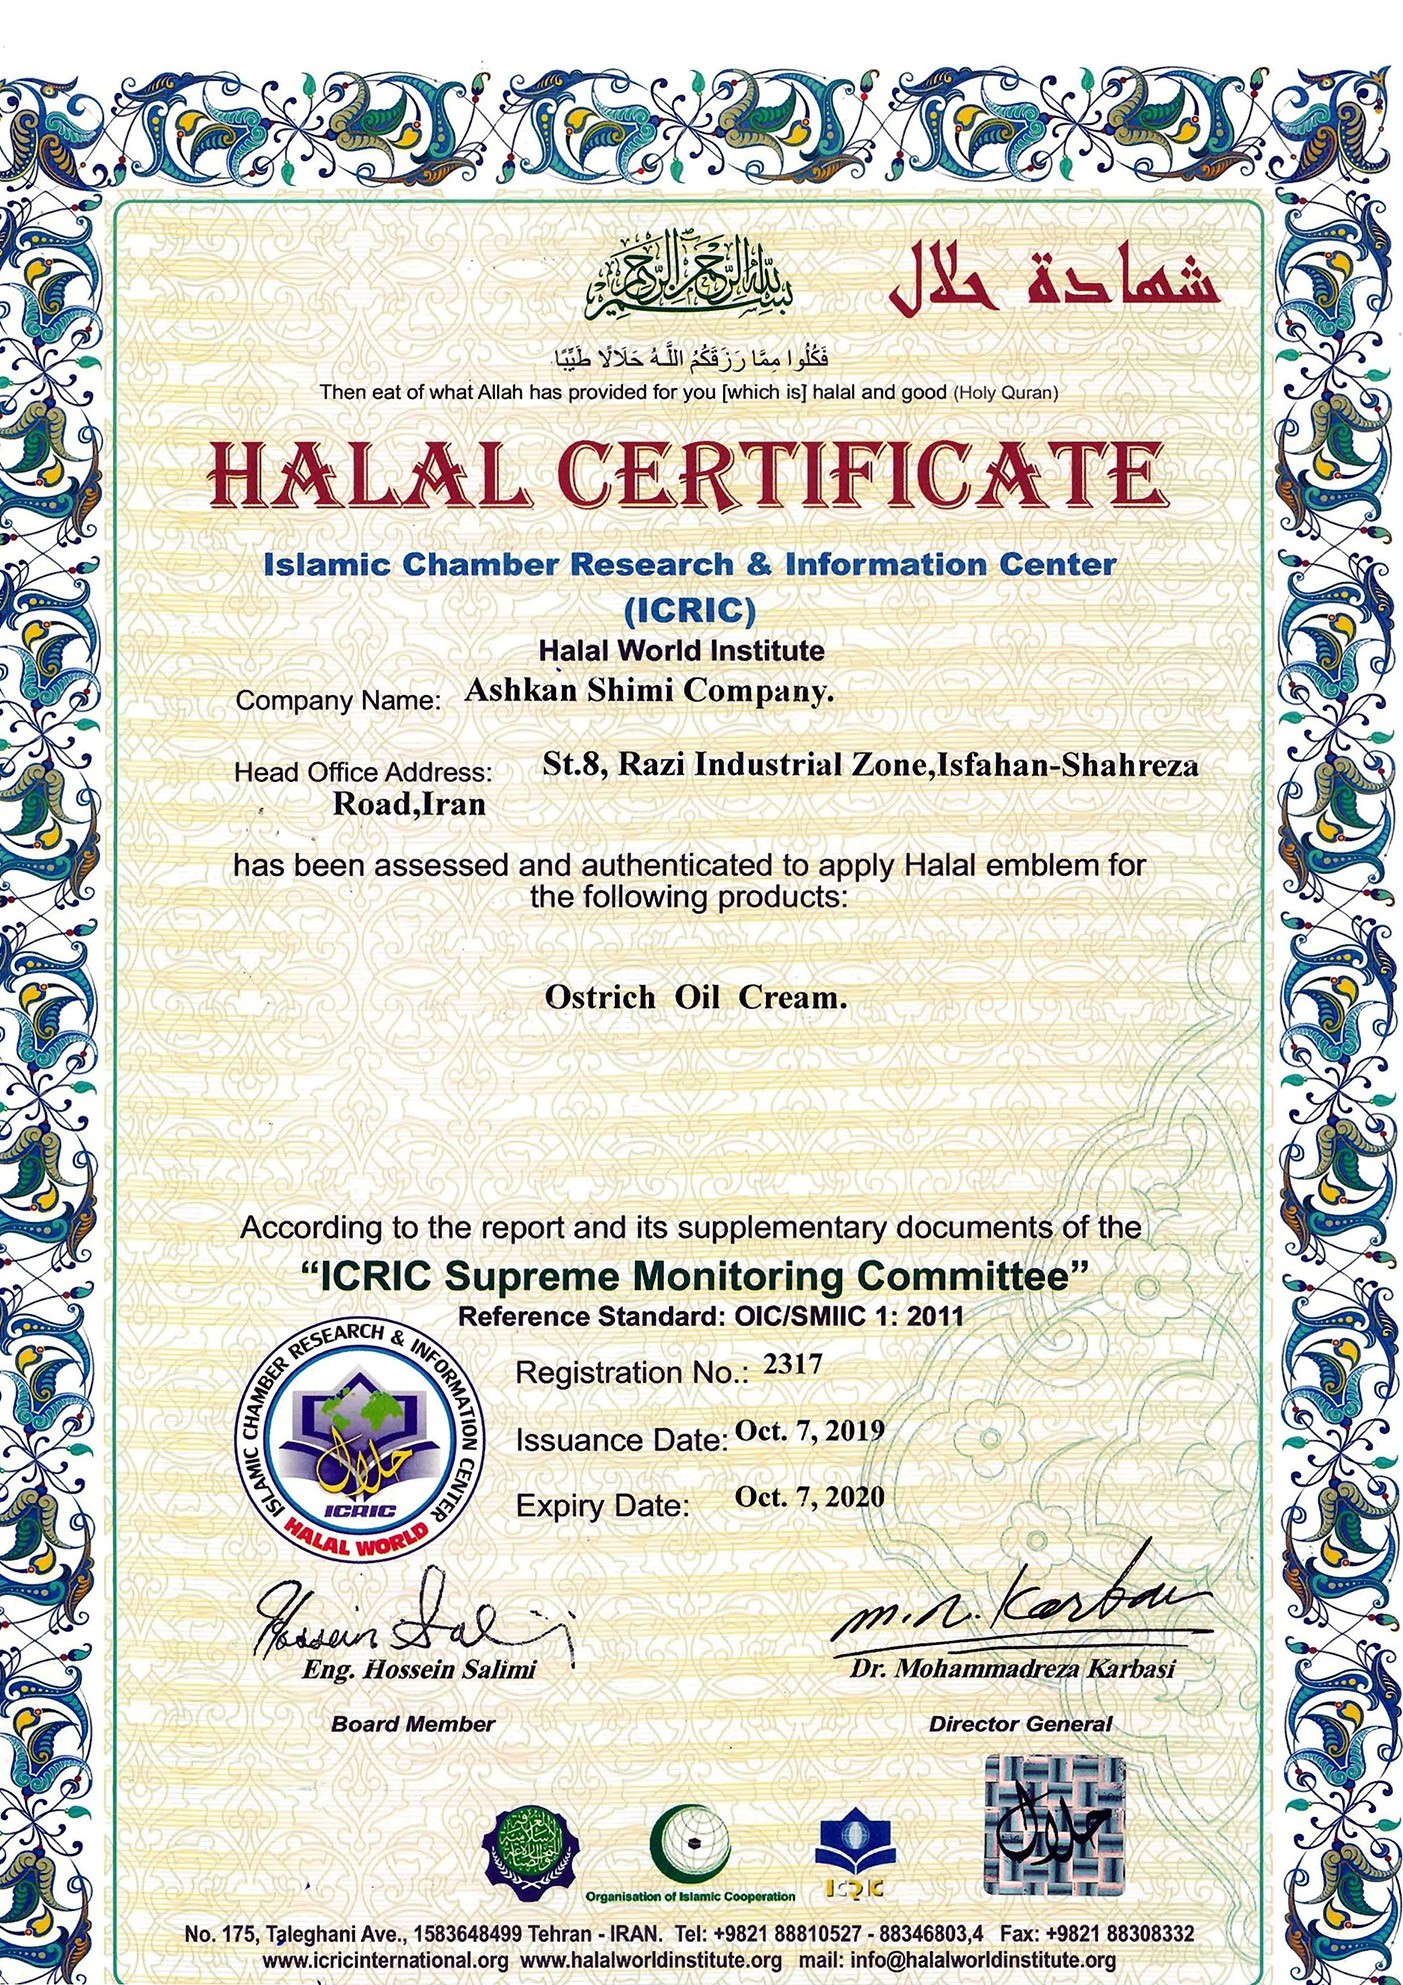 بسم الله الرحمن الرحيم
شهادة حلال
فَكُلُوا مِمَّا رَزَقَكُمُ اللَّـهُ حَلَالًا طَيِّبًا.
Then eat of what Allah has provided for you [which is] halal and good (Holy Quran)
HALAL CERTIFICATE
Islamic Chamber Research & Information Center
(ICRIC)
Halal World Institute
Company Name: Ashkan Shimi Company.
Head Office Address: St.8, Razi Industrial Zone,Isfahan-Shahreza
Road,Iran
has been assessed and authenticated to apply Halal emblem for
the following products:
Ostrich Oil Cream.
According to the report and its supplementary documents of the
“ICRIC Supreme Monitoring Committee”
Reference Standard: OIC/SMIIC 1: 2011
ISLAMIC CHAMBER RESEARCH & INFORMATION CENTER
حلال
ICRIC
HALAL WORLD
Registration No.: 2317
Issuance Date: Oct. 7, 2019
Expiry Date: Oct. 7, 2020
Hossein Sali
m.r. Karbasi
Eng. Hossein Salimi
Dr. Mohammadreza Karbasi
Board Member
Director General
حلال
Organisation of Islamic Cooperation
ICRIC
No. 175, Taleghani Ave., 1583648499 Tehran - IRAN. Tel: +9821 88810527 - 88346803,4 Fax: +9821 88308332
www.icricinternational.org www.halalworldinstitute.org mail: info@halalworldinstitute.org